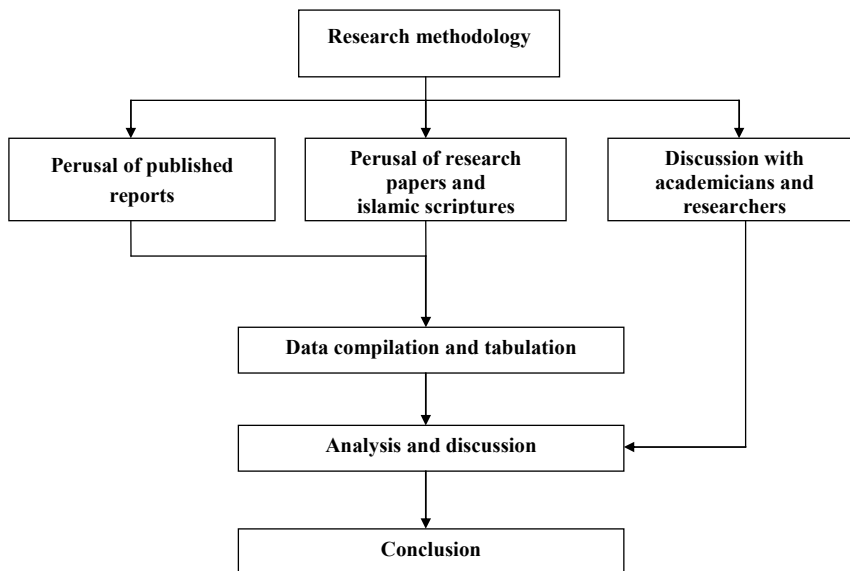 Research methodology
Perusal of published
reports
Perusal of research
papers and
islamic scriptures
Discussion with
academicians and
researchers
Data compilation and tabulation
Analysis and discussion
Conclusion